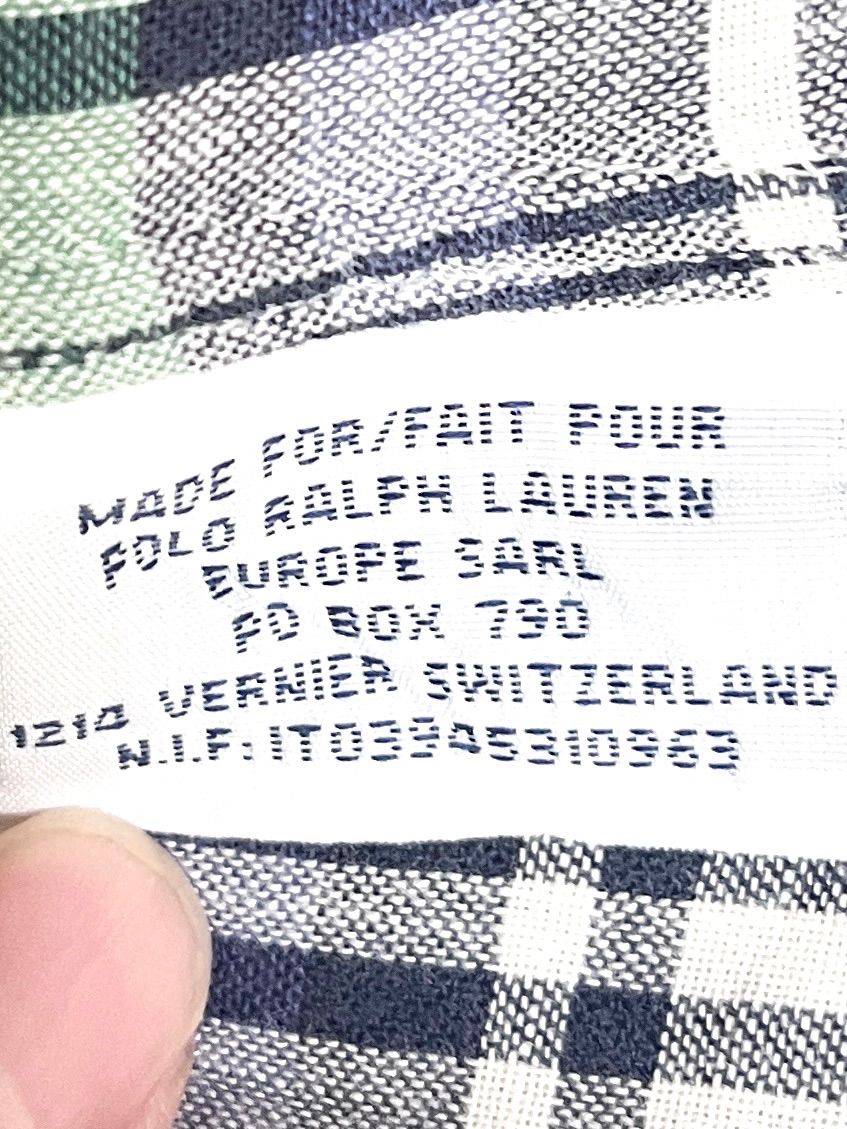 MADE FOR/FAIT POUR
POLO RALPH LAUREN
EUROPE SARL
PO BOX 790
1214 VERNIER SWITZERLAND
N.I.F:IT03945310963